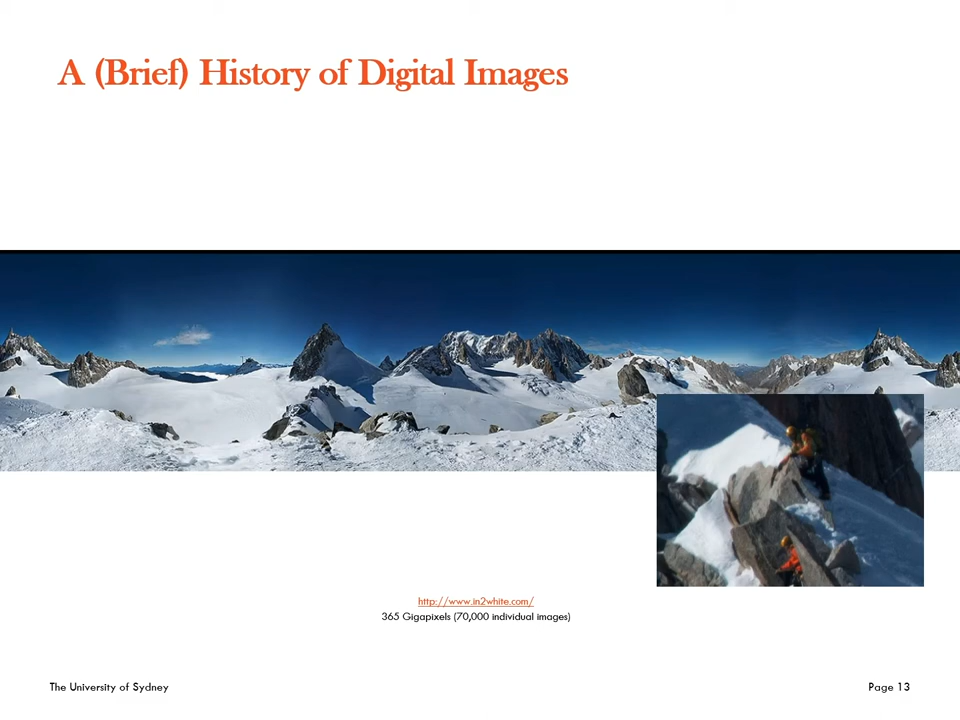 A (Brief) History of Digital Images
http://www.in2white.com/
365 Gigapixels (70,000 individual images)
The University of Sydney
Page 13